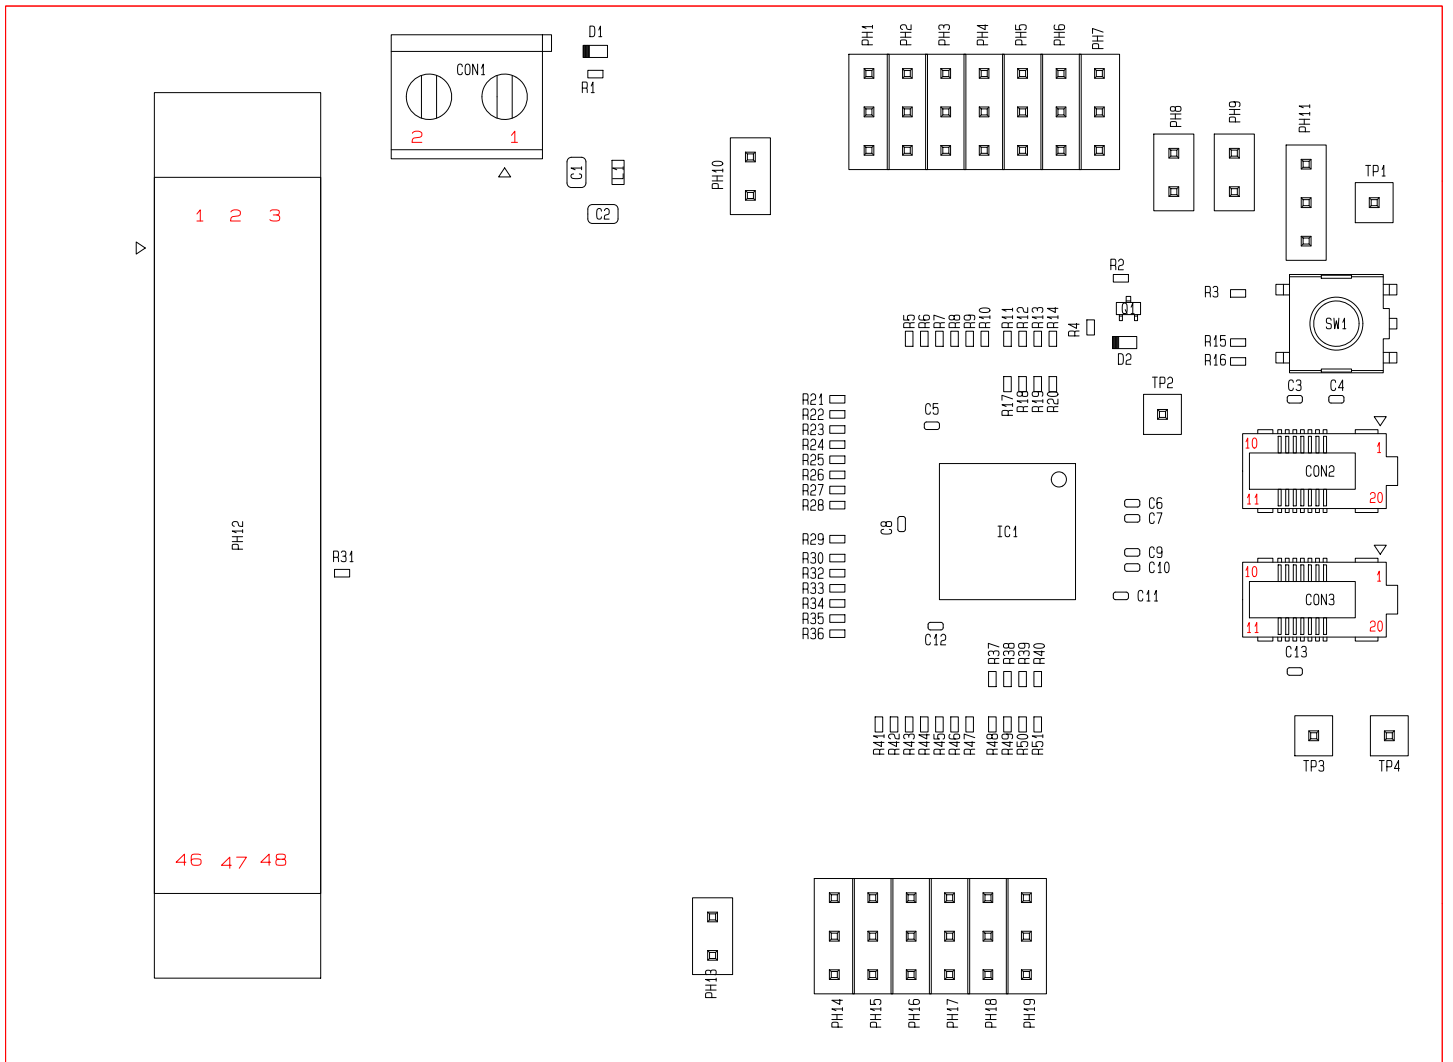 D1
PH1 PH2 PH3 PH4 PH5 PH6 PH7
CON1
R1
2 1
PH8 PH9 PH11
C1 L1
PH10
TP1
C2
1 2 3
R2
R3
Q1
R5 R6 R7 R8 R9 R10 R11 R12 R13 R14
R4
SW1
R15
D2
R16
TP2
R17 R18 R19 R20
C3 C4
R21
C5
R22
R23
R24
10 1
R25
R26
CON2
R27
11 20
R28
C6
C7
C8
IC1
PH12
R29
R31
C9
R30
C10
R32
10 1
R33
C11
CON3
R34
R35
11 20
R36
C12
R37 R38 R39 R40
C13
R41 R42 R43 R44 R45 R46 R47 R48 R49 R50 R51
TP3 TP4
46 47 48
PH13
PH14 PH15 PH16 PH17 PH18 PH19